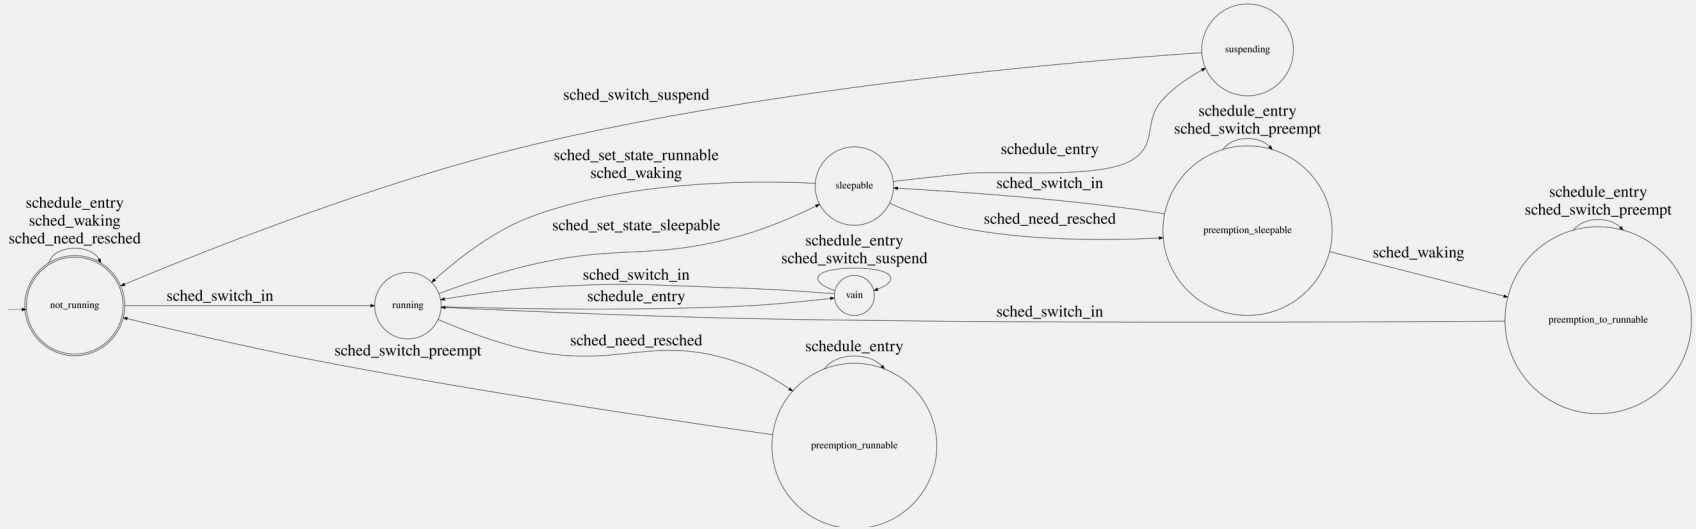 suspending
sched_switch_suspend
schedule_entry
sched_switch_preempt
sched_set_state_runnable
sched_waking
sleepable
schedule_entry
sched_switch_in
sched_need_resched
preemption_sleepable
schedule_entry
sched_switch_preempt
schedule_entry
sched_waking
sched_need_resched
sched_set_state_sleepable
schedule_entry
sched_switch_suspend
sched_waking
not_running
sched_switch_in
running
sched_switch_in
schedule_entry
vain
sched_switch_in
preemption_to_runnable
sched_switch_preempt
sched_need_resched
schedule_entry
preemption_runnable